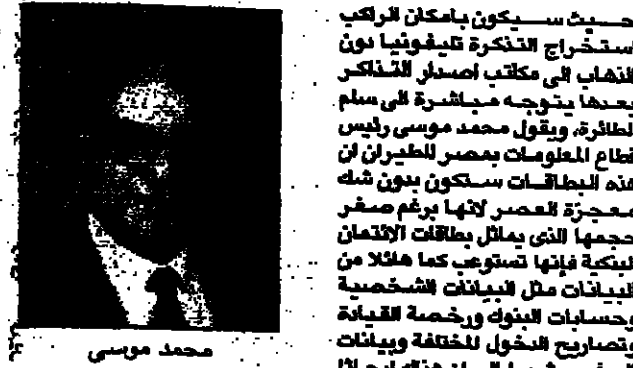 حيث سيكون بامكان الراكب
استخراج التذكرة تليفونيا دون
الذهاب إلى مكاتب اصدار التذاكر
بعدها يتوجه مباشرة الى سلم
الطائرة، ويقول محمد موسى رئيس
قطاع المعلومات بمصر للطيران ان
هذه البطاقات ستكون بدون شك
معجزة العصر لانها برغم صغر
حجمها الذى يماثل بطاقات الائتمان
البنكية فإنها تستوعب كما هائلا من
البيانات مثل البيانات الشخصية
وحسابات البنوك ورخصة القيادة
وتصاريح الدخول المختلفة وبيانات
محمد موسى